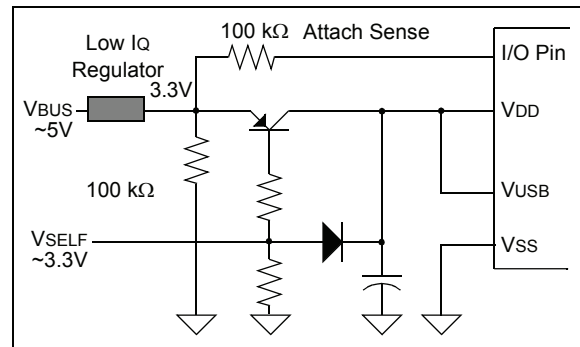 100 kΩ
Attach Sense
Low IQ
Regulator
3.3V
I/O Pin
VBUS
~5V
VDD
100 kΩ
VUSB
VSELF
~3.3V
VSS